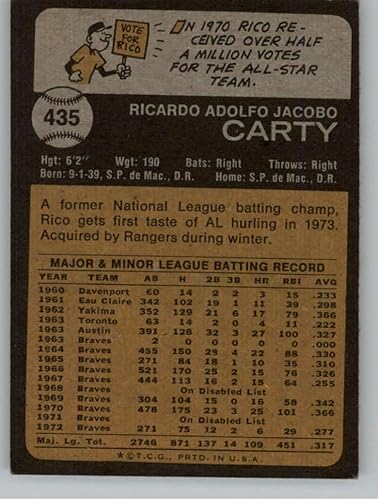 VOTE
FOR
RICO
IN 1970 RICO RE-
CEIVED OVER HALF
A MILLION VOTES
FOR THE ALL-STAR
TEAM.
435
RICARDO ADOLFO JACOBO
CARTY
Hgt: 6'2" Wgt: 190 Bats: Right Throws: Right
Born: 9-1-39, S.P. de Mac., D.R. Home: S.P. de Mac., D.R.
A former National League batting champ,
Rico gets first taste of AL hurling in 1973.
Acquired by Rangers during winter.
MAJOR & MINOR LEAGUE BATTING RECORD
YEAR TEAM AB H 2B 3B HR RBI AVG
1960 Davenport 60 14 2 2 3 15 .233
1961 Eau Claire 342 102 19 1 11 39 .298
1962 Yakima 352 129 21 6 17 79 .366
1963 Toronto 63 14 2 0 4 11 .222
1963 Austin 391 128 32 3 27 100 .327
1963 Braves 2 0 0 0 0 0 .000
1964 Braves 455 150 28 4 22 88 .330
1965 Braves 271 84 18 1 10 35 .310
1966 Braves 521 170 25 2 15 76 .326
1967 Braves 444 113 16 2 15 64 .255
1968 Braves On Disabled List
1969 Braves 304 104 15 0 16 58 .342
1970 Braves 478 175 23 3 25 101 .366
1971 Braves On Disabled List
1972 Braves 271 75 12 2 6 29 .277
Maj. Lg. Tot. 2746 871 137 14 109 451 .317
*©T.C.G., PRTD. IN U.S.A.